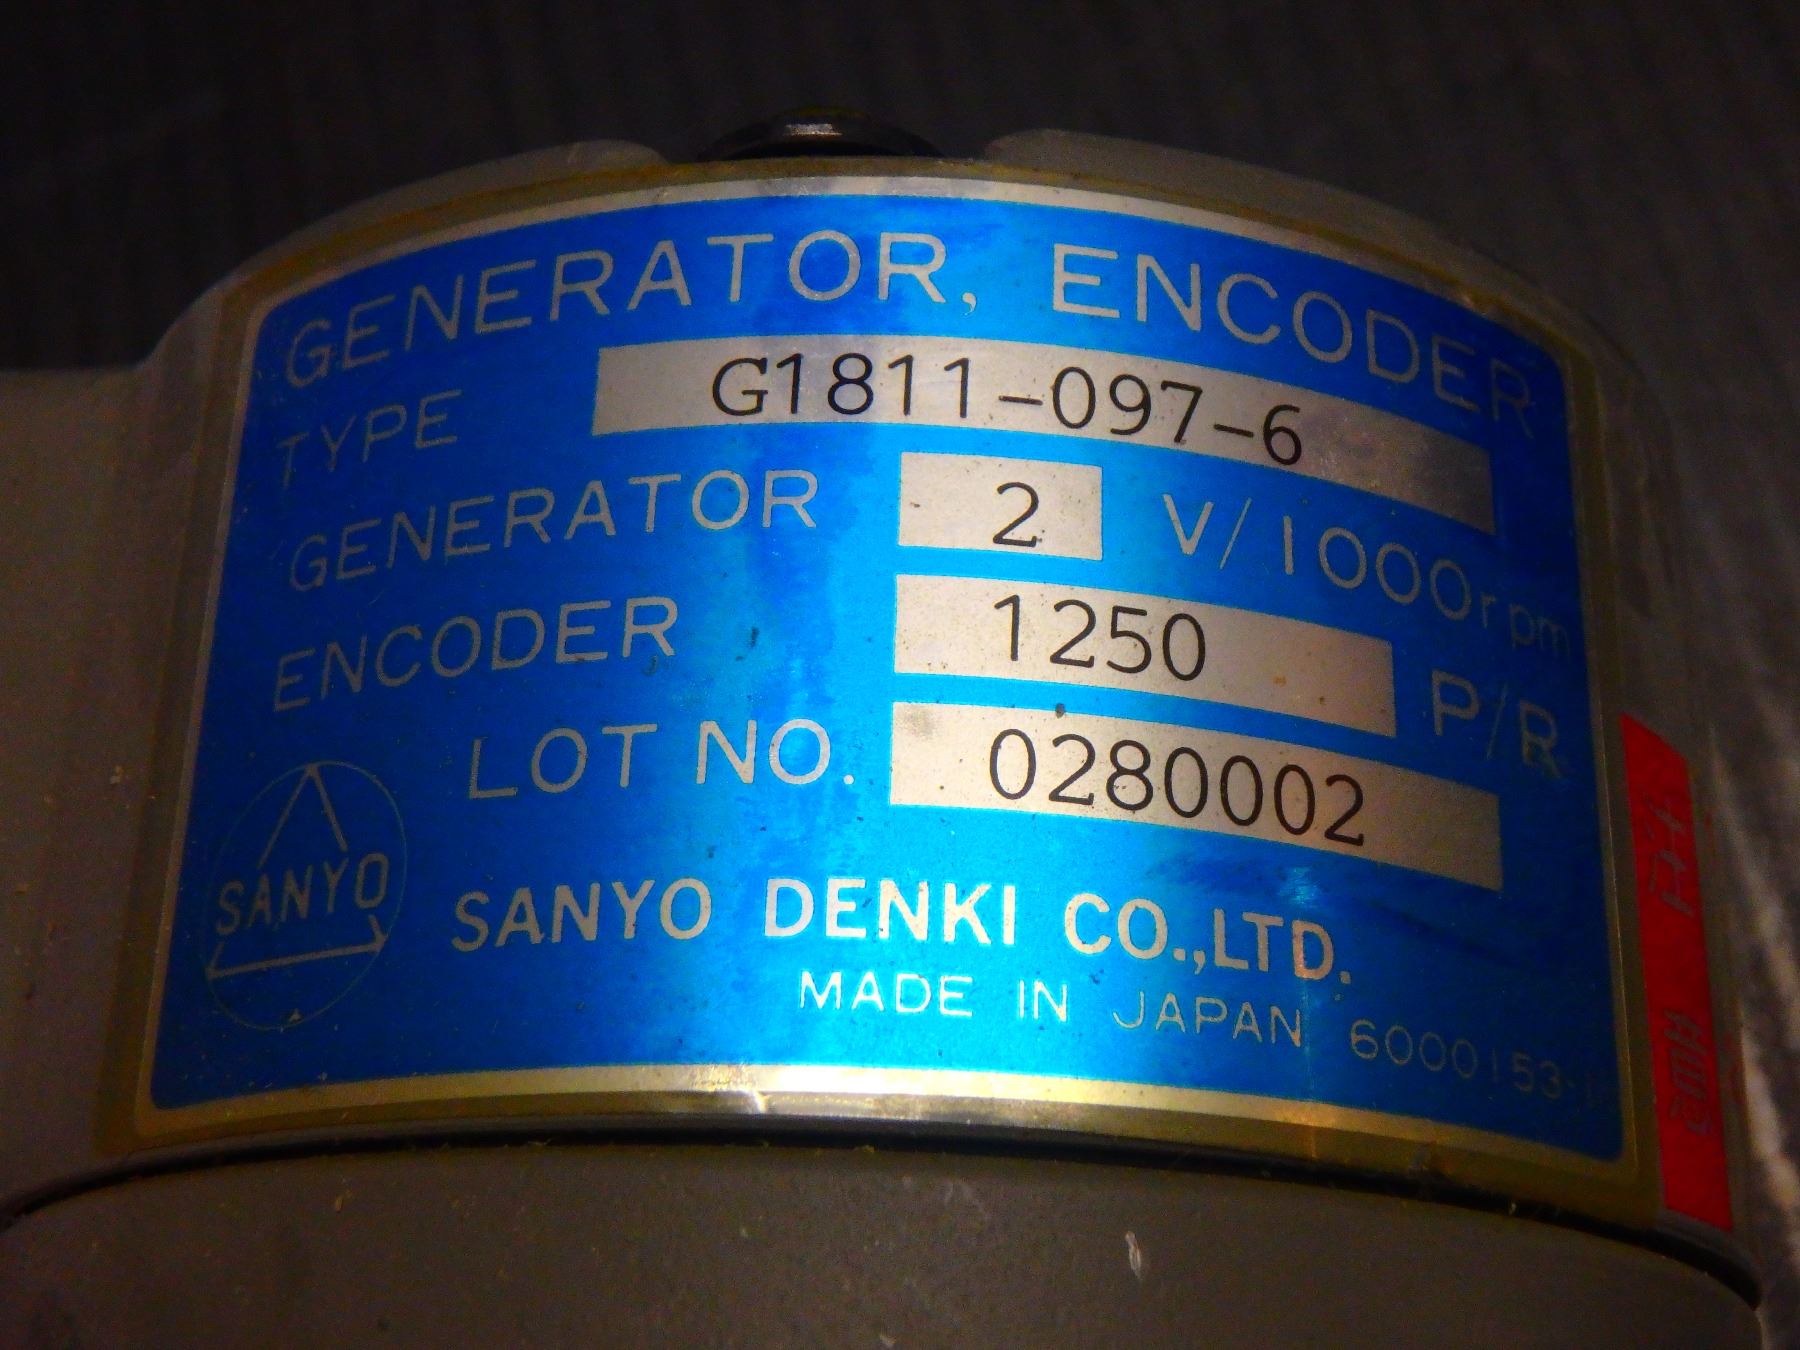 GENERATOR, ENCODER
TYPE G1811-097-6
GENERATOR 2 V/1000rpm
ENCODER 1250 P/R
LOT NO. 0280002
SANYO
SANYO DENKI CO.,LTD.
MADE IN JAPAN 6000153-